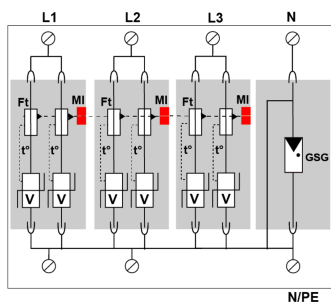 L1 L2 L3 N
Ft MI Ft MI Ft MI
t° t° t° t° t° t°
GSG
V V V V V V
N/PE